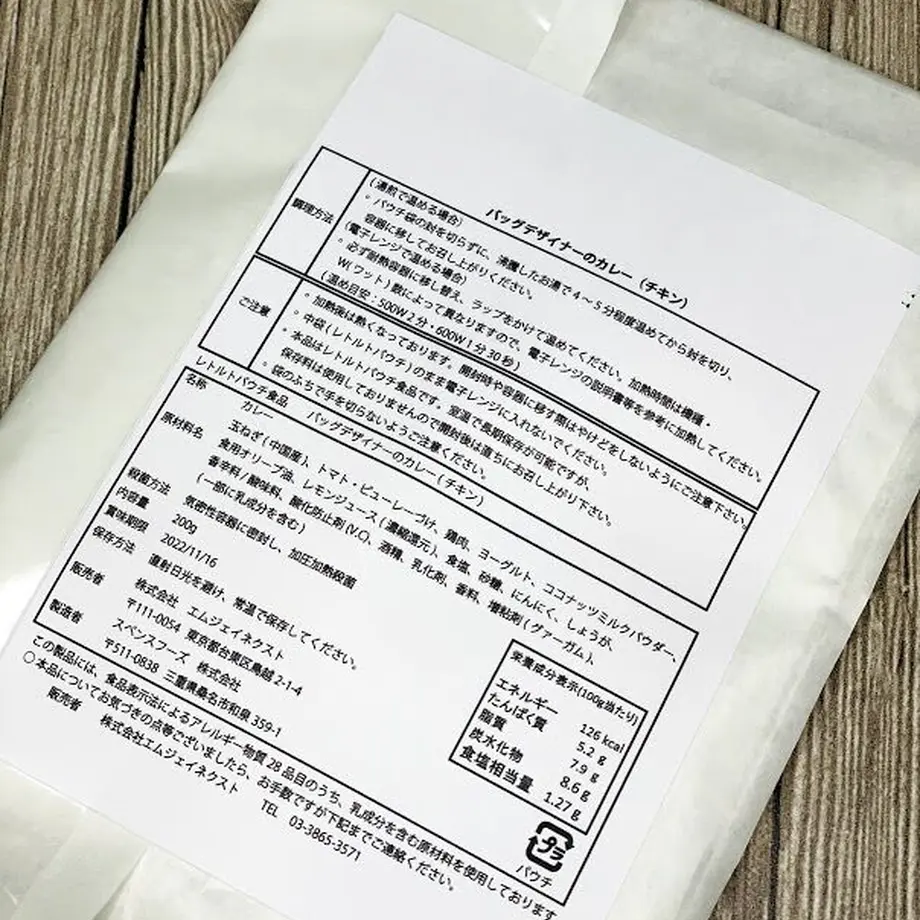 バッグデザイナーのカレー (チキン)
調理方法
(湯煎で温める場合)
◦ パウチ袋の封を切らずに、沸騰したお湯で４～５分程度温めてから封を切り、
容器に移してお召し上がりください。
(電子レンジで温める場合)
◦ 必ず耐熱容器に移し替え、ラップをかけて温めてください。加熱時間は機種・
W(ワット)数によって異なりますので、電子レンジの説明書等を参考に加熱してください。
(温め目安：500W２分・600W１分30秒)
ご注意
◦ 加熱後は熱くなっております。開封時や容器に移す際はやけどをしないようにご注意下さい。
◦ 中袋(レトルトパウチ)のまま電子レンジに入れないでください。
◦ 本品はレトルトパウチ食品です。室温で長期保存が可能ですが、
保存料は使用しておりませんので開封後は直ちにお召し上がり下さい。
◦ 袋のふちで手を切らないようご注意ください。
レトルトパウチ食品 バッグデザイナーのカレー(チキン)
名称 カレー
原材料名 玉ねぎ(中国産)、トマト・ピューレーづけ、鶏肉、ヨーグルト、ココナッツミルクパウダー、
食用オリーブ油、レモンジュース(濃縮還元)、食塩、砂糖、にんにく、しょうが、
香辛料/調味料、酸化防止剤(V.C)、酒精、乳化剤、香料、増粘剤(グァーガム)、
(一部に乳成分を含む)
殺菌方法 気密性容器に密封し、加圧加熱殺菌
内容量 200g
賞味期限 2022/11/16
保存方法 直射日光を避け、常温で保存してください。
販売者 株式会社 エムジェイネクスト
〒111-0054 東京都台東区鳥越2-1-4
製造者 スペンスフーズ 株式会社
〒511-0838 三重県桑名市和泉359-1
栄養成分表示(100g当たり)
エネルギー 126 kcal
たんぱく質 5.2 g
脂質 7.9 g
炭水化物 8.6 g
食塩相当量 1.27 g
プラ
パウチ
この製品には、食品表示法によるアレルギー物質28品目のうち、乳成分を含む原材料を使用しております
〇本品についてお気づきの点等ございましたら、お手数ですが下記までご連絡ください。
販売者 株式会社エムジェイネクスト TEL 03-3865-3571